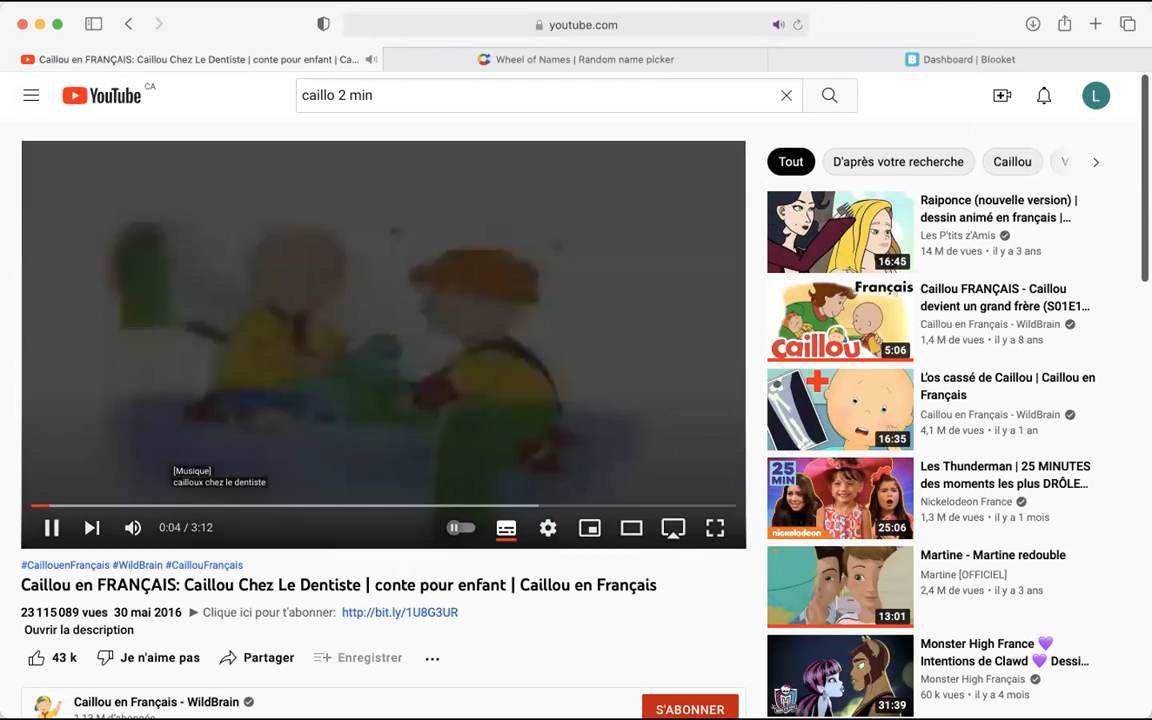 youtube.com
Caillou en FRANÇAIS: Caillou Chez Le Dentiste | conte pour enfant | Ca...
Wheel of Names | Random name picker
Dashboard | Blooket
YouTube CA
caillo 2 min
L
Tout
D'après votre recherche
Caillou
V
[Musique]
cailloux chez le dentiste
0:04 / 3:12
#CaillouenFrançais #WildBrain #CaillouFrançais
Caillou en FRANÇAIS: Caillou Chez Le Dentiste | conte pour enfant | Caillou en Français
23 115 089 vues 30 mai 2016 ▶ Clique ici pour t'abonner: http://bit.ly/1U8G3UR
Ouvrir la description
43 k
Je n'aime pas
Partager
Enregistrer
Caillou en Français - WildBrain
1,13 M d'abonnés
S'ABONNER
16:45
Raiponce (nouvelle version) |
dessin animé en français |...
Les P'tits z'Amis
14 M de vues • il y a 3 ans
Français
caillou
5:06
Caillou FRANÇAIS - Caillou
devient un grand frère (S01E1...
Caillou en Français - WildBrain
1,4 M de vues • il y a 8 ans
16:35
L'os cassé de Caillou | Caillou en
Français
Caillou en Français - WildBrain
4,1 M de vues • il y a 1 an
25
MIN
nickelodeon
25:06
Les Thunderman | 25 MINUTES
des moments les plus DRÔLE...
Nickelodeon France
1,3 M de vues • il y a 1 mois
13:01
Martine - Martine redouble
Martine [OFFICIEL]
2,4 M de vues • il y a 3 ans
31:39
Monster High France 💜
Intentions de Clawd 💜 Dessi...
Monster High Français
60 k vues • il y a 4 mois